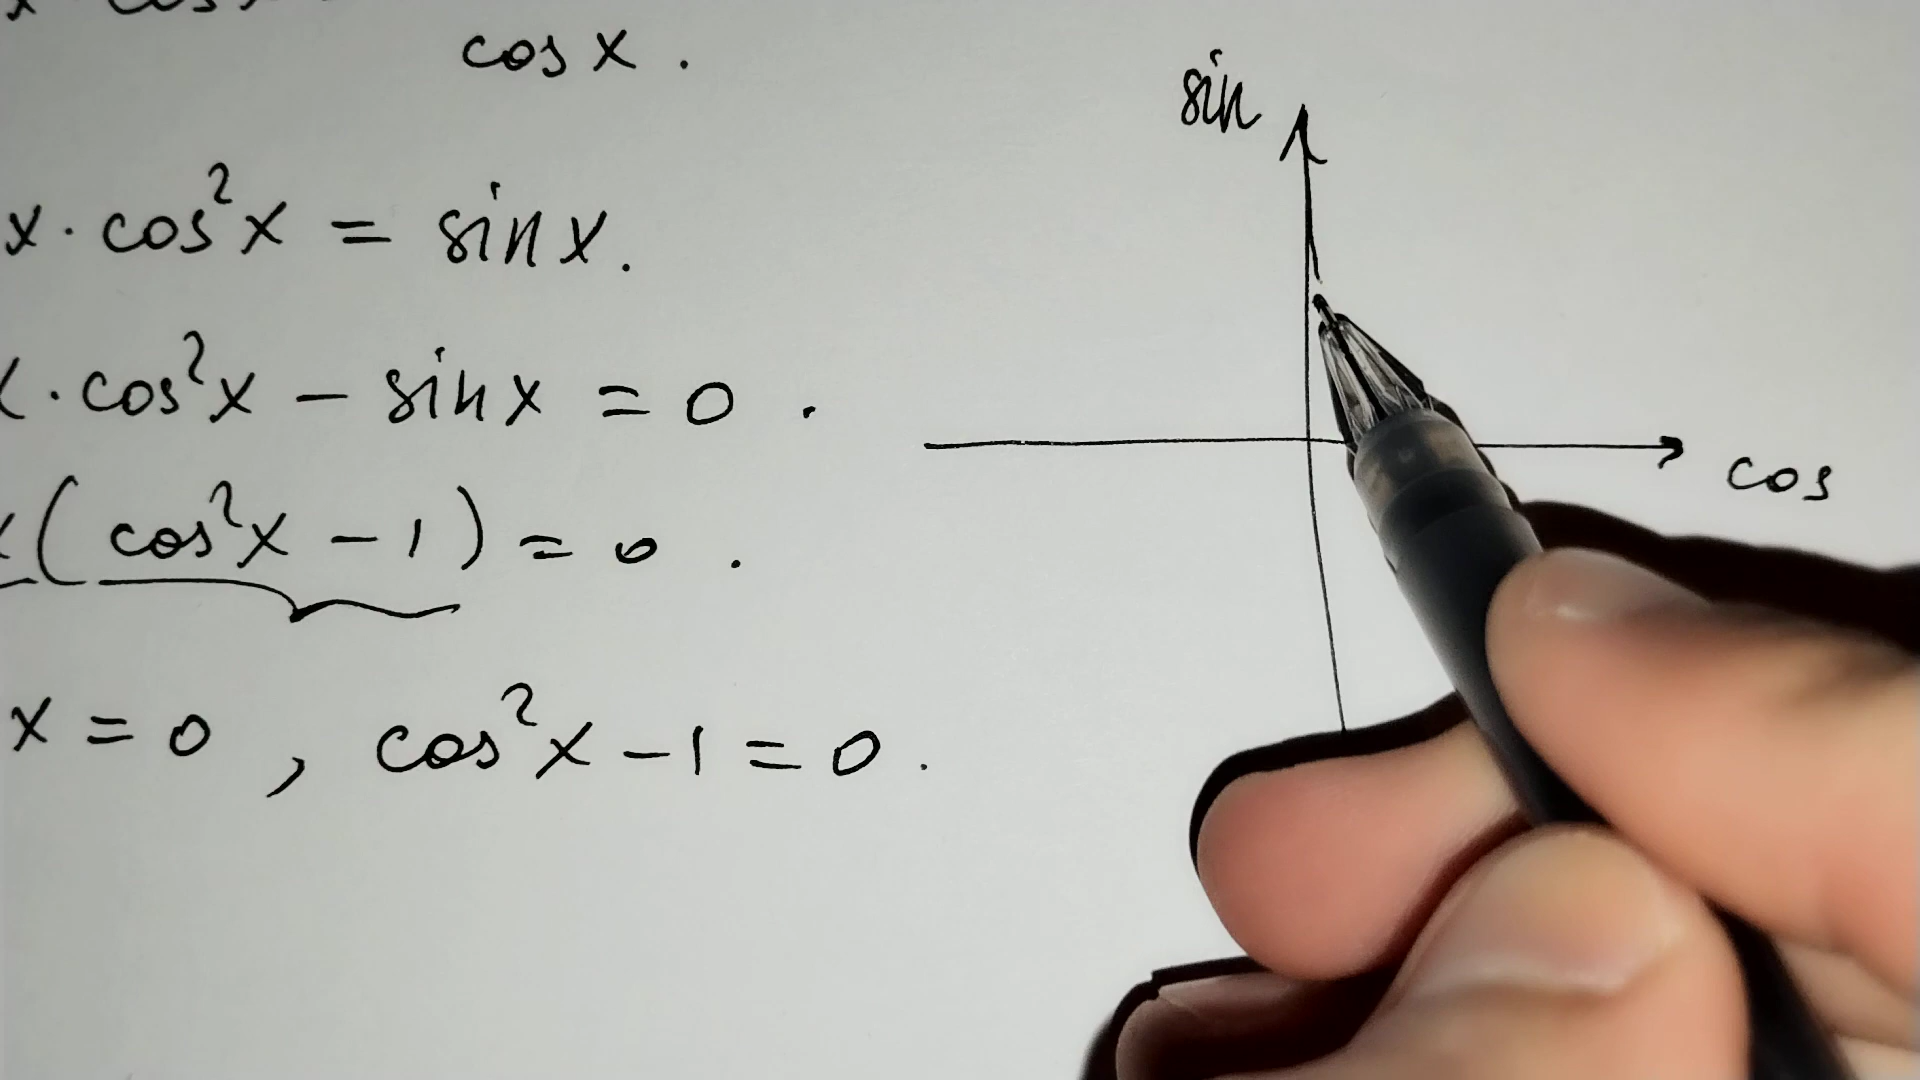 cos x .
x · cos²x = sin x.
· cos²x − sin x = 0 .
( cos²x − 1 ) = 0 .
x = 0 , cos²x − 1 = 0 .
sin
cos